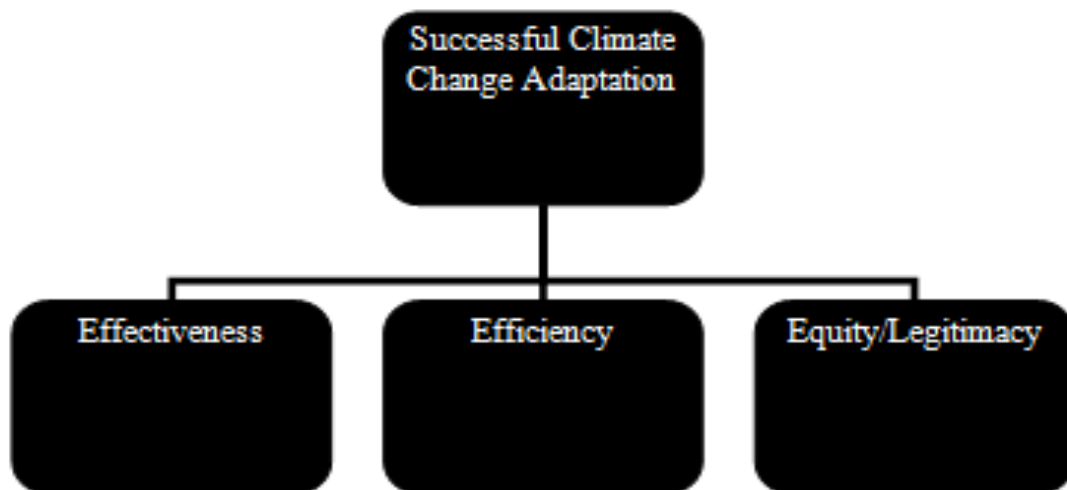 Successful Climate
Change Adaptation
Effectiveness
Efficiency
Equity/Legitimacy